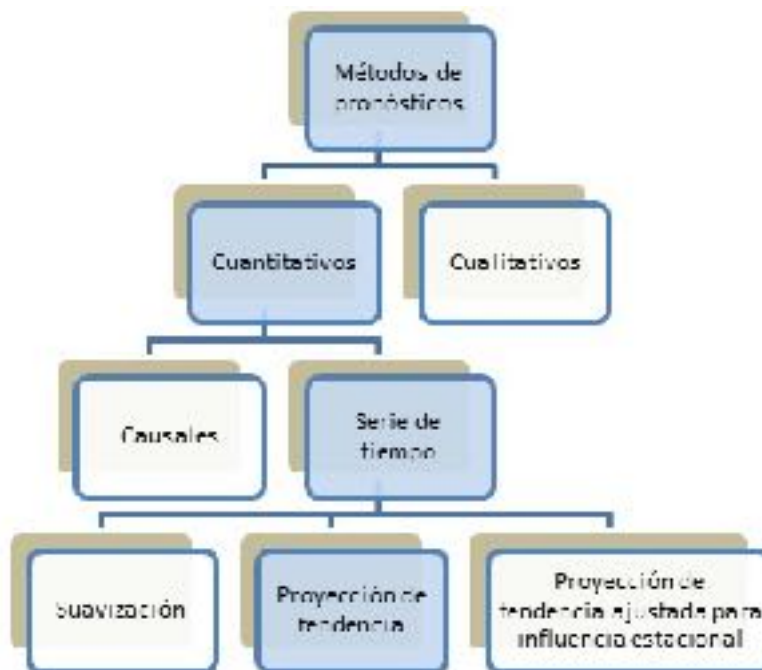 Métodos de
pronósticos
Cuantitativos
Cualitativos
Causales
Serie de
tiempo
Suavización
Proyección de
tendencia
Proyección de
tendencia ajustada para
influencia estacional